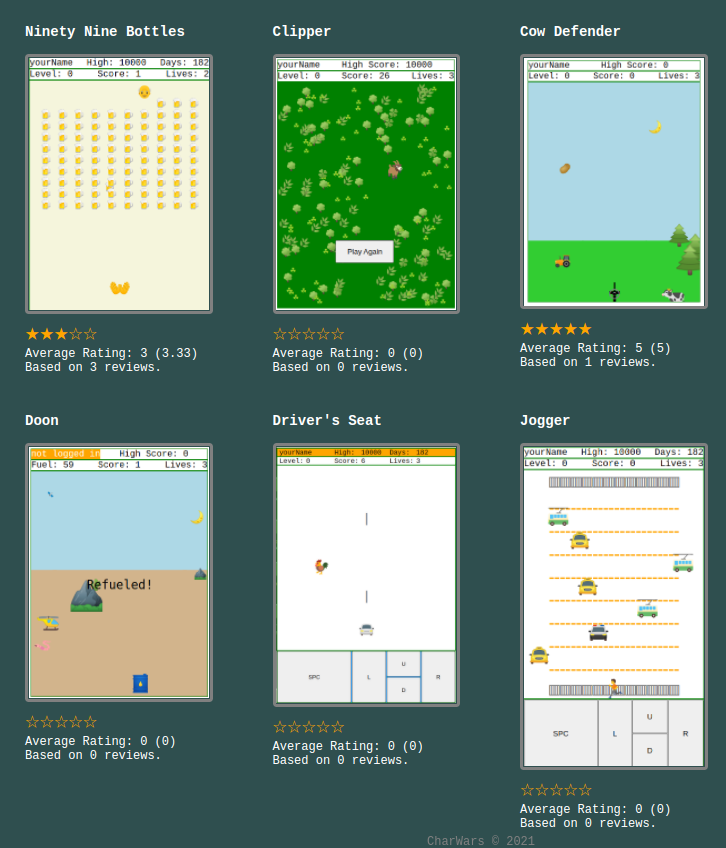 Ninety Nine Bottles
yourName High: 10000 Days: 182
Level: 0 Score: 1 Lives: 2
Average Rating: 3 (3.33)
Based on 3 reviews.
Clipper
yourName High Score: 10000
Level: 0 Score: 26 Lives: 3
Play Again
Average Rating: 0 (0)
Based on 0 reviews.
Cow Defender
yourName High Score: 0
Level: 0 Score: 0 Lives: 3
Average Rating: 5 (5)
Based on 1 reviews.
Doon
not logged in High Score: 0
Fuel: 59 Score: 1 Lives: 3
Refueled!
Average Rating: 0 (0)
Based on 0 reviews.
Driver's Seat
yourName High: 10000 Days: 182
Level: 0 Score: 6 Lives: 3
SPC L U D R
Average Rating: 0 (0)
Based on 0 reviews.
Jogger
yourName High: 10000 Days: 182
Level: 0 Score: 0 Lives: 3
SPC L U D R
Average Rating: 0 (0)
Based on 0 reviews.
CharWars © 2021